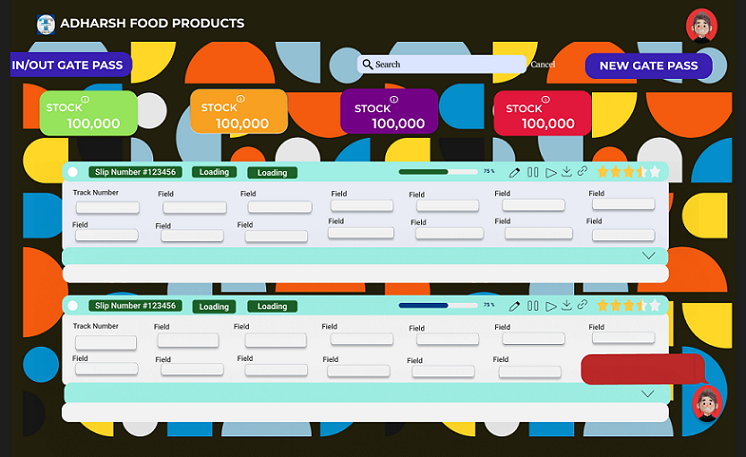 ADHARSH FOOD PRODUCTS
IN/OUT GATE PASS
Search
Cancel
NEW GATE PASS
STOCK
100,000
STOCK
100,000
STOCK
100,000
STOCK
100,000
Slip Number #123456 Loading Loading 75 %
Track Number Field Field Field Field Field Field
Field Field Field Field Field Field Field
Slip Number #123456 Loading Loading 75 %
Track Number Field Field Field Field Field Field
Field Field Field Field Field Field